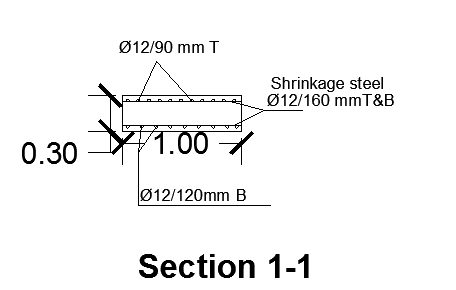 Ø12/90 mm T
Shrinkage steel
Ø12/160 mmT&B
0.30
1.00
Ø12/120mm B
Section 1-1